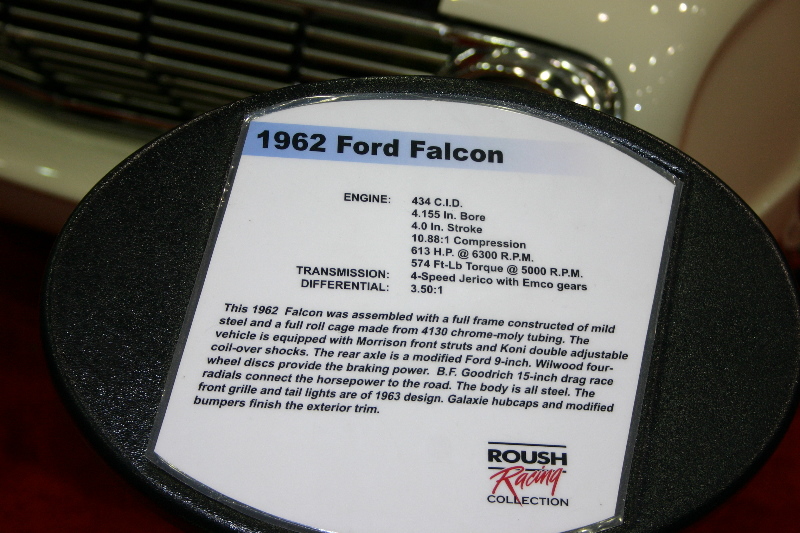 1962 Ford Falcon
ENGINE: 434 C.I.D.
4.155 In. Bore
4.0 In. Stroke
10.88:1 Compression
613 H.P. @ 6300 R.P.M.
574 Ft-Lb Torque @ 5000 R.P.M.
TRANSMISSION: 4-Speed Jerico with Emco gears
DIFFERENTIAL: 3.50:1
This 1962 Falcon was assembled with a full frame constructed of mild
steel and a full roll cage made from 4130 chrome-moly tubing. The
vehicle is equipped with Morrison front struts and Koni double adjustable
coil-over shocks. The rear axle is a modified Ford 9-inch. Wilwood four-
wheel discs provide the braking power. B.F. Goodrich 15-inch drag race
radials connect the horsepower to the road. The body is all steel. The
front grille and tail lights are of 1963 design. Galaxie hubcaps and modified
bumpers finish the exterior trim.
ROUSH
Racing
COLLECTION